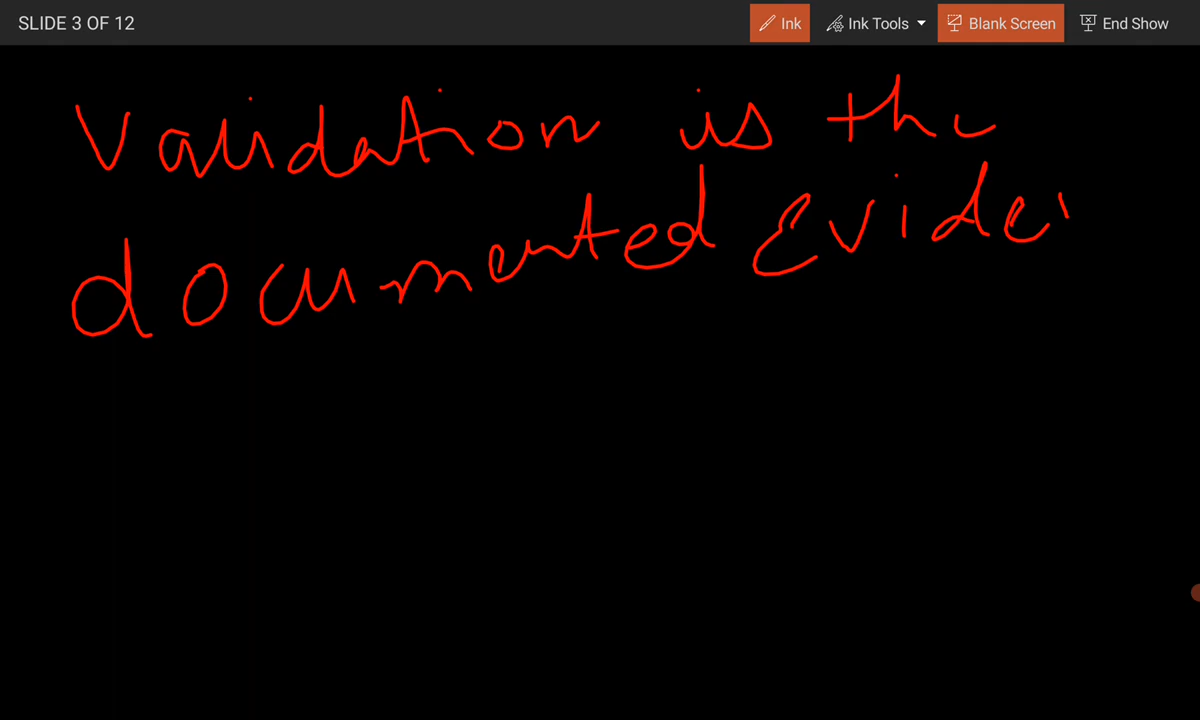 SLIDE 3 OF 12 Ink Ink Tools Blank Screen End Show
Validation is the
documented Evide